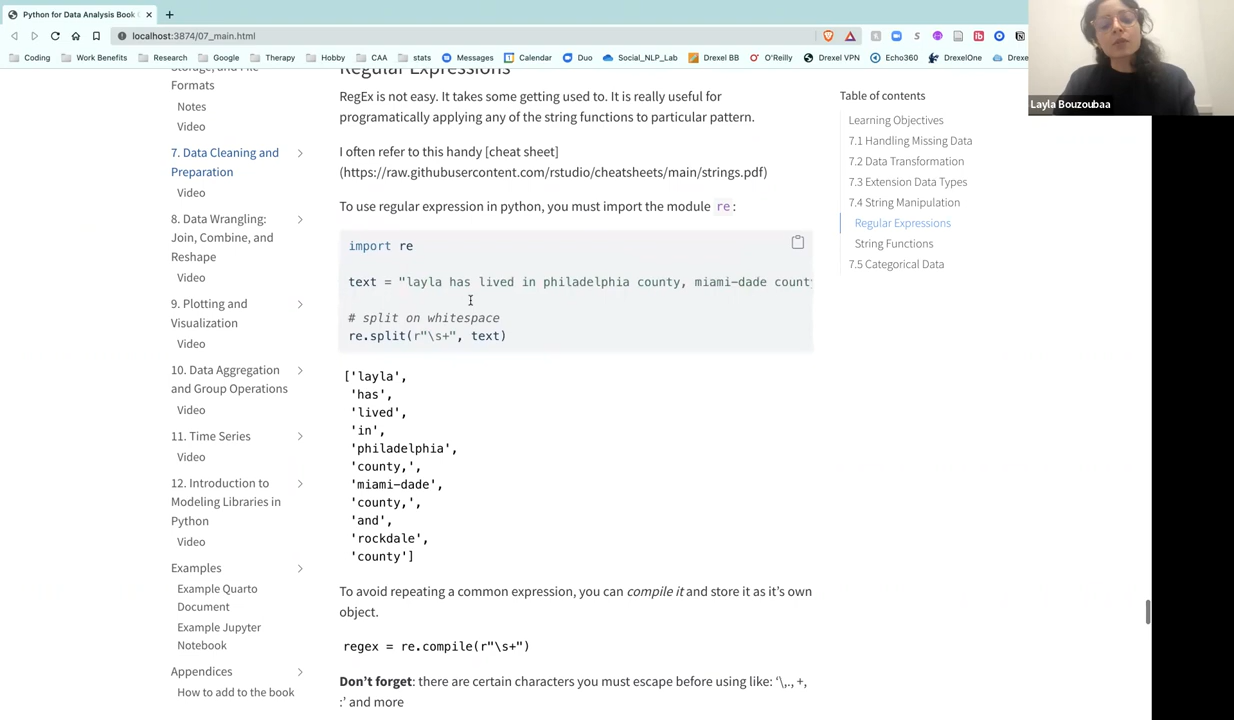 Python for Data Analysis Book
localhost:3874/07_main.html
Coding
Work Benefits
Research
Google
Therapy
Hobby
CAA
stats
Messages
Calendar
Duo
Social_NLP_Lab
Drexel BB
O'Reilly
Drexel VPN
Echo360
DrexelOne
Drexe
Layla Bouzoubaa
Formats
Notes
Video
7. Data Cleaning and
Preparation
Video
8. Data Wrangling:
Join, Combine, and
Reshape
Video
9. Plotting and
Visualization
Video
10. Data Aggregation
and Group Operations
Video
11. Time Series
Video
12. Introduction to
Modeling Libraries in
Python
Video
Examples
Example Quarto
Document
Example Jupyter
Notebook
Appendices
How to add to the book
Regular Expressions
RegEx is not easy. It takes some getting used to. It is really useful for
programatically applying any of the string functions to particular pattern.
I often refer to this handy [cheat sheet]
(https://raw.githubusercontent.com/rstudio/cheatsheets/main/strings.pdf)
To use regular expression in python, you must import the module re:
import re
text = "layla has lived in philadelphia county, miami-dade county
# split on whitespace
re.split(r"\s+", text)
['layla',
'has',
'lived',
'in',
'philadelphia',
'county,',
'miami-dade',
'county,',
'and',
'rockdale',
'county']
To avoid repeating a common expression, you can compile it and store it as it's own
object.
regex = re.compile(r"\s+")
Don't forget: there are certain characters you must escape before using like: '\,., +,
:' and more
Table of contents
Learning Objectives
7.1 Handling Missing Data
7.2 Data Transformation
7.3 Extension Data Types
7.4 String Manipulation
Regular Expressions
String Functions
7.5 Categorical Data